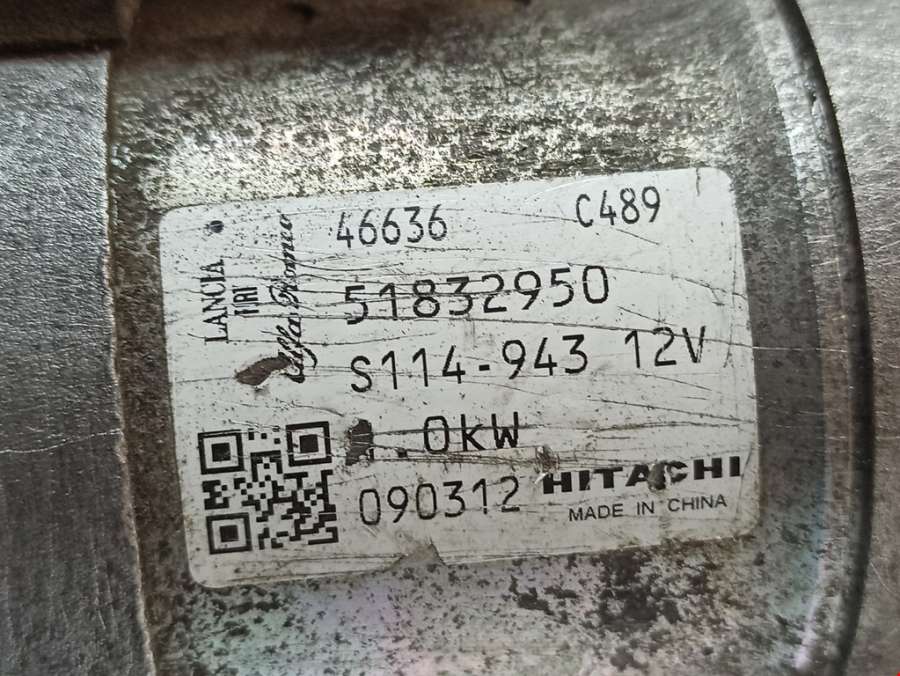 46636 C489
LANCIA
FIAT
Alfa Romeo
51832950
S114-943 12V
.0kW
090312 HITACHI
MADE IN CHINA